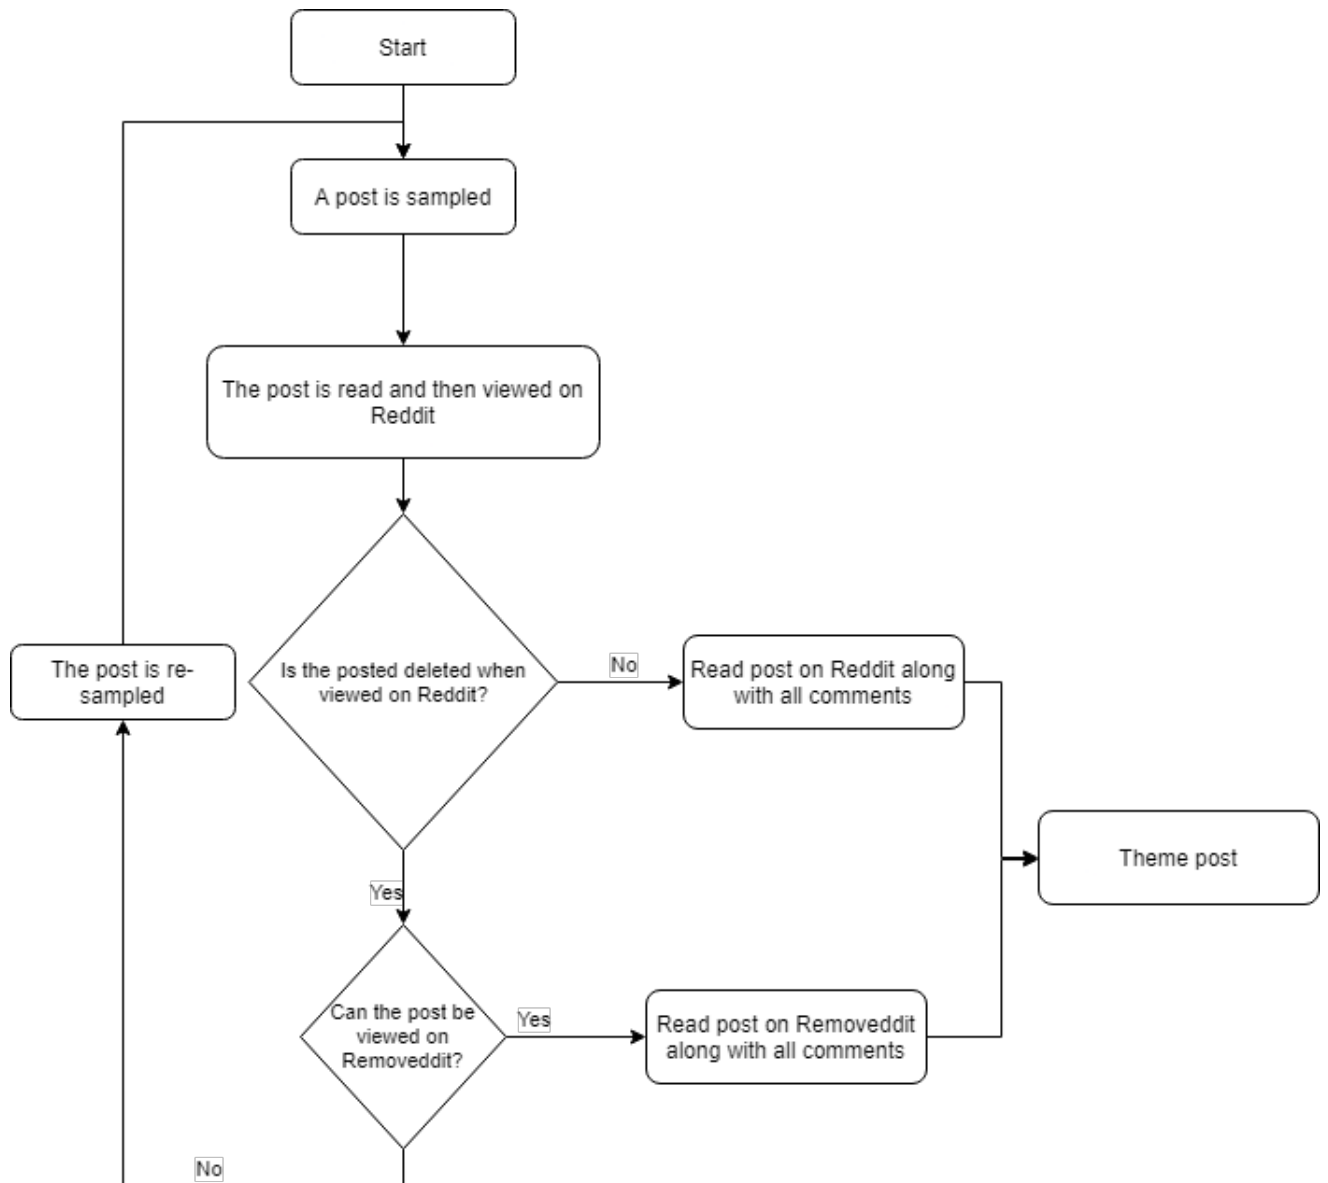 Start
A post is sampled
The post is read and then viewed on
Reddit
The post is re-
sampled
Is the posted deleted when
viewed on Reddit?
No
Read post on Reddit along
with all comments
Theme post
Yes
Can the post be
viewed on
Removeddit?
Yes
Read post on Removeddit
along with all comments
No